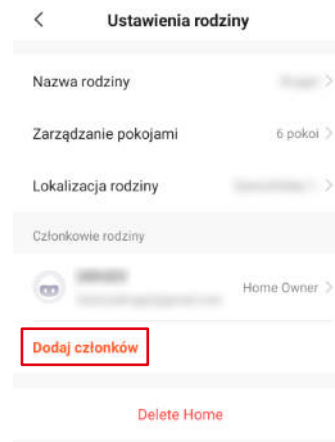 Ustawienia rodziny
Nazwa rodziny
Zarządzanie pokojami 6 pokoi
Lokalizacja rodziny
Członkowie rodziny
Home Owner
Dodaj członków
Delete Home